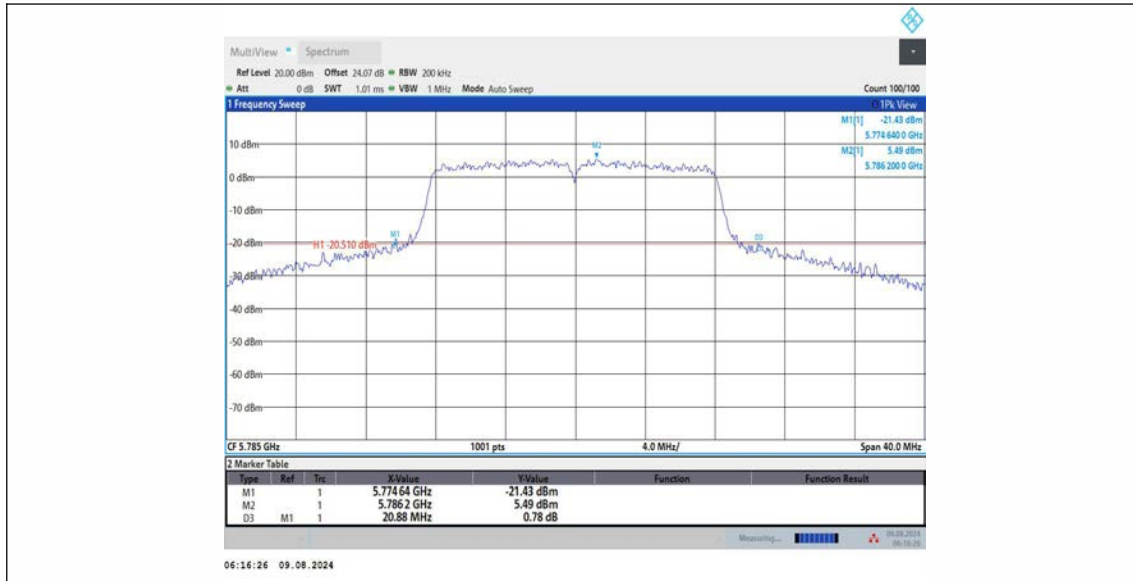 MultiView Spectrum
Ref Level 20.00 dBm Offset 24.07 dB RBW 200 kHz
Att 0 dB SWT 1.01 ms VBW 1 MHz Mode Auto Sweep Count 100/100
1 Frequency Sweep 1Pk View
M1[1] -21.43 dBm
5.774 640 0 GHz
M2[1] 5.49 dBm
5.786 200 0 GHz
M2
10 dBm
0 dBm
-10 dBm
M1
D3
-20 dBm
H1 -20.510 dBm
-30 dBm
-40 dBm
-50 dBm
-60 dBm
-70 dBm
CF 5.785 GHz 1001 pts 4.0 MHz/ Span 40.0 MHz
2 Marker Table
Type Ref Trc X-Value Y-Value Function Function Result
M1 1 5.774 64 GHz -21.43 dBm
M2 1 5.786 2 GHz 5.49 dBm
D3 M1 1 20.88 MHz 0.78 dB
Measuring... 09.08.2024
06:16:26
06:16:26 09.08.2024